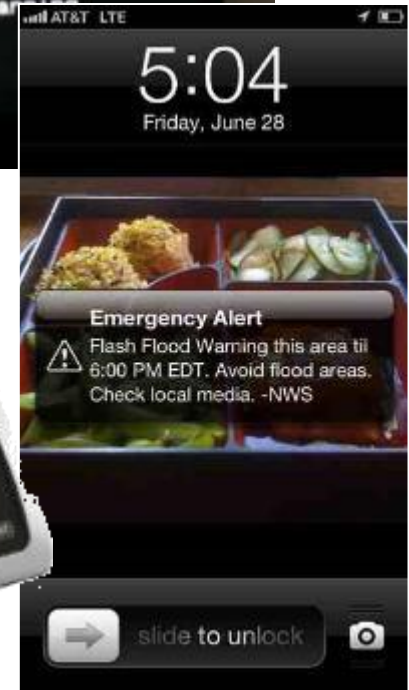 AT&T LTE
5:04
Friday, June 28
Emergency Alert
Flash Flood Warning this area til
6:00 PM EDT. Avoid flood areas.
Check local media. -NWS
slide to unlock